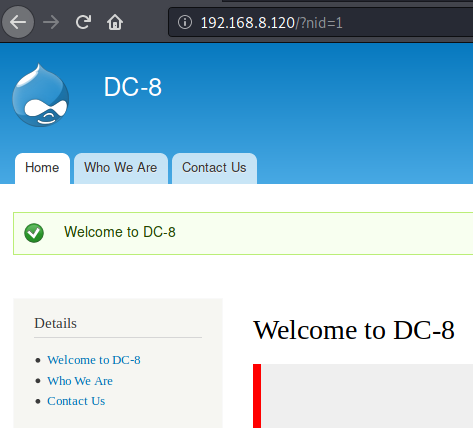 192.168.8.120/?nid=1
DC-8
Home Who We Are Contact Us
Welcome to DC-8
Details
Welcome to DC-8
Who We Are
Contact Us
Welcome to DC-8